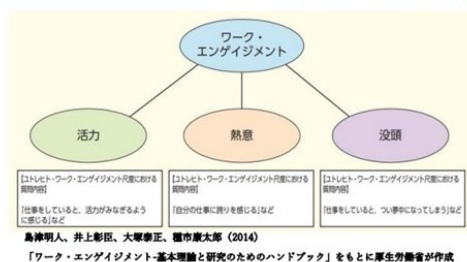 ワーク・
エンゲイジメント
活力
熱意
没頭
【ユトレヒト・ワーク・エンゲイジメント尺度における
質問内容】
「仕事をしていると、活力がみなぎるよう
に感じる」など
【ユトレヒト・ワーク・エンゲイジメント尺度における
質問内容】
「自分の仕事に誇りを感じる」など
【ユトレヒト・ワーク・エンゲイジメント尺度における
質問内容】
「仕事をしていると、つい夢中になってしまう」など
島津明人、井上彰臣、大塚泰正、種市康太郎（2014）
「ワーク・エンゲイジメント-基本理論と研究のためのハンドブック」をもとに厚生労働省が作成